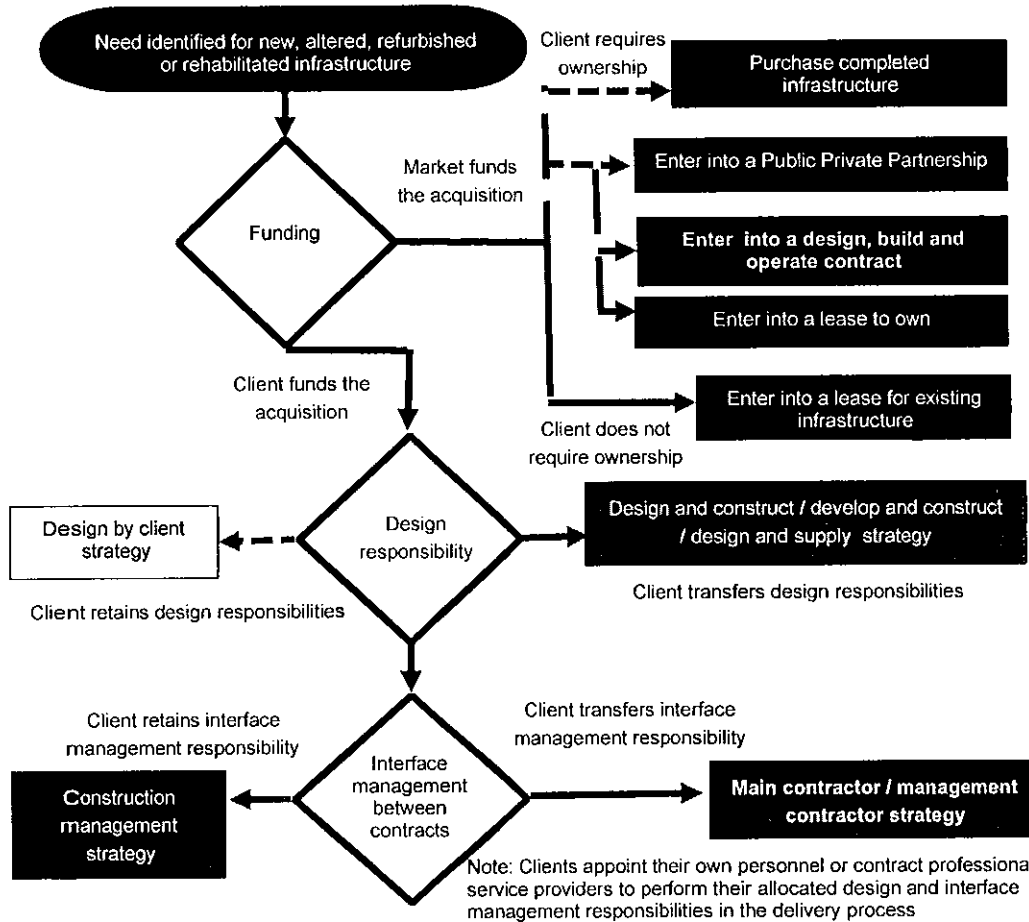 Need identified for new, altered, refurbished
or rehabilitated infrastructure
Client requires
ownership
Purchase completed
infrastructure
Market funds
the acquisition
Enter into a Public Private Partnership
Funding
Enter into a design, build and
operate contract
Enter into a lease to own
Client funds the
acquisition
Enter into a lease for existing
infrastructure
Client does not
require ownership
Design by client
strategy
Design
responsibility
Design and construct / develop and construct
/ design and supply strategy
Client retains design responsibilities
Client transfers design responsibilities
Client retains interface
management responsibility
Client transfers interface
management responsibility
Construction
management
strategy
Interface
management
between
contracts
Main contractor / management
contractor strategy
Note: Clients appoint their own personnel or contract professiona
service providers to perform their allocated design and interface
management responsibilities in the delivery process